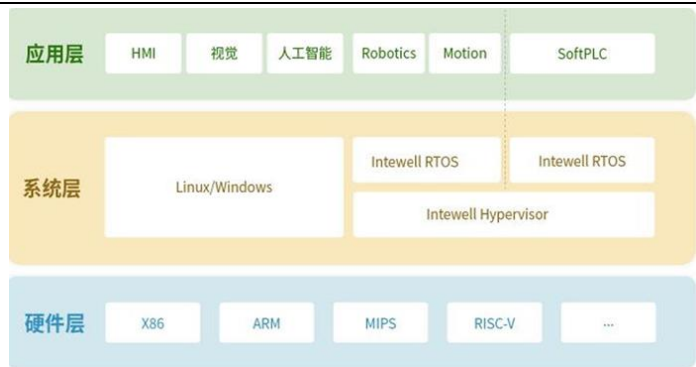 应用层
HMI
视觉
人工智能
Robotics
Motion
SoftPLC
系统层
Linux/Windows
Intewell RTOS
Intewell RTOS
Intewell Hypervisor
硬件层
X86
ARM
MIPS
RISC-V
...